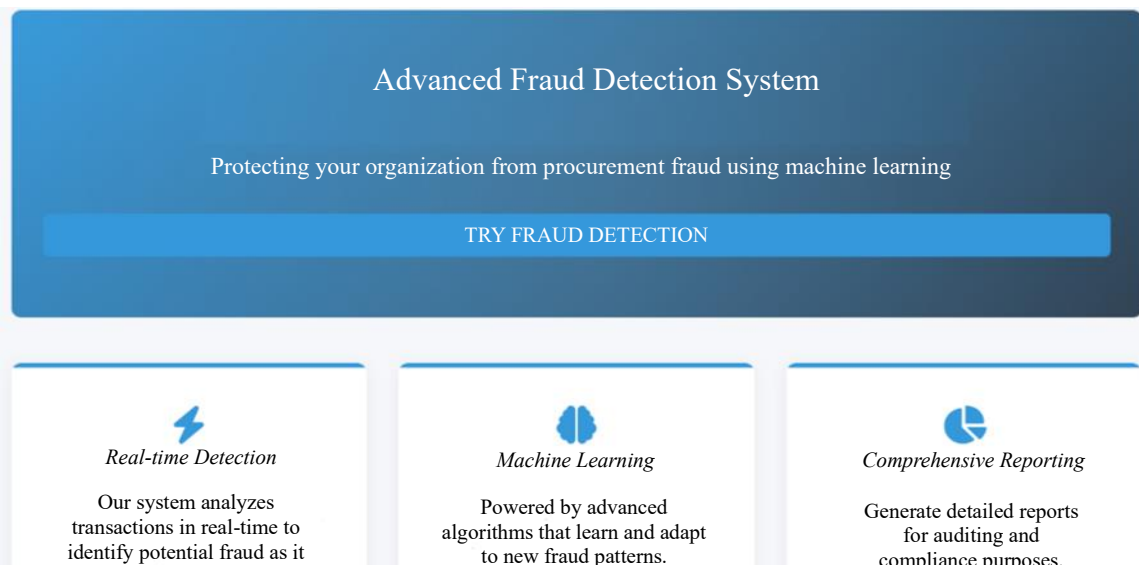 Advanced Fraud Detection System
Protecting your organization from procurement fraud using machine learning
TRY FRAUD DETECTION
Real-time Detection
Our system analyzes
transactions in real-time to
identify potential fraud as it
Machine Learning
Powered by advanced
algorithms that learn and adapt
to new fraud patterns.
Comprehensive Reporting
Generate detailed reports
for auditing and
compliance purposes.